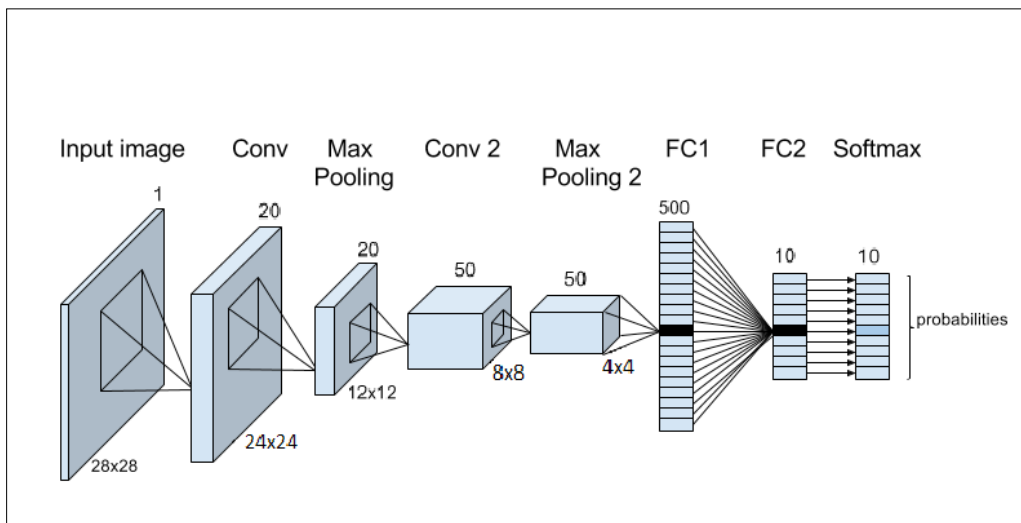 Input image
Conv
Max
Pooling
Conv 2
Max
Pooling 2
FC1
FC2
Softmax
1
20
20
50
50
500
10
10
28x28
24x24
12x12
8x8
4x4
probabilities